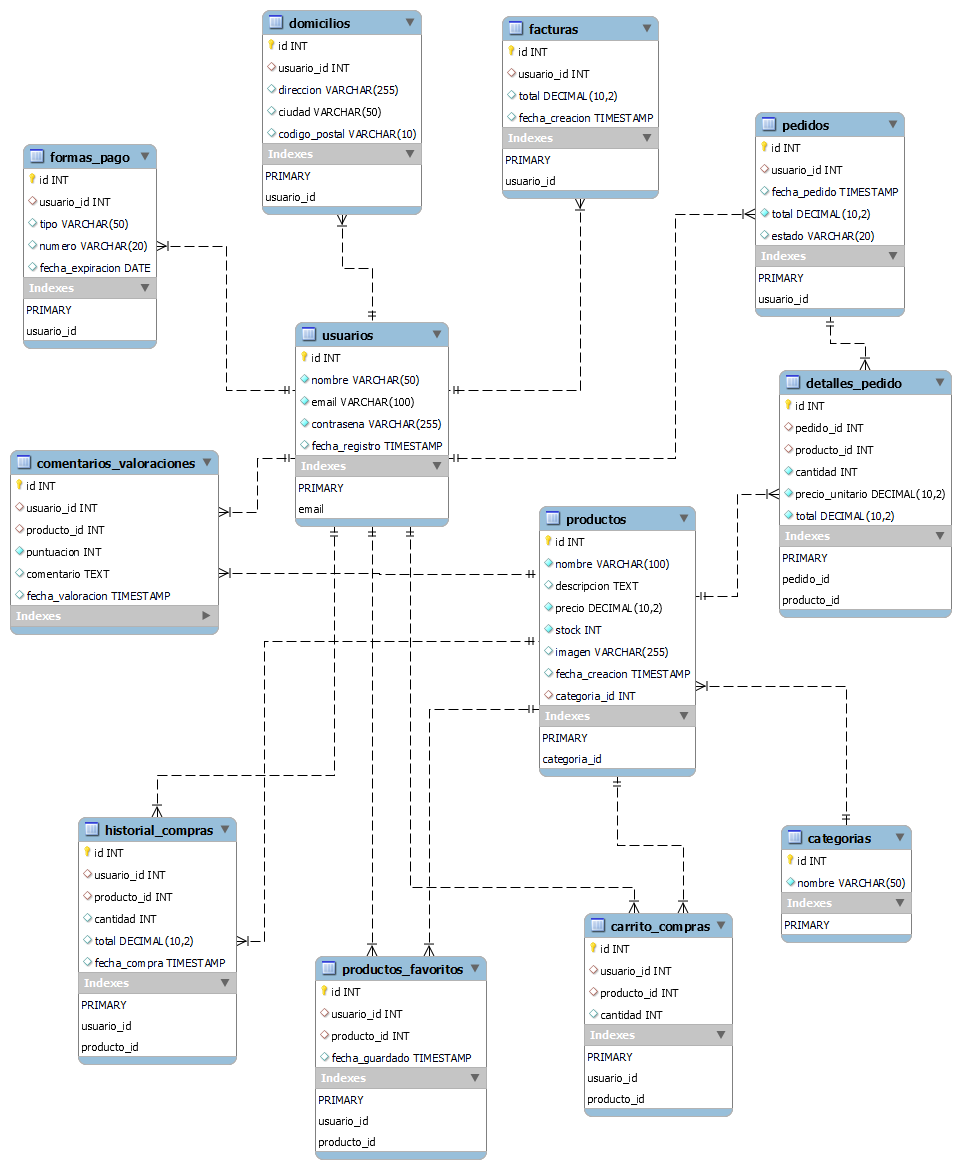 domicilios
id INT
usuario_id INT
direccion VARCHAR(255)
ciudad VARCHAR(50)
codigo_postal VARCHAR(10)
Indexes
PRIMARY
usuario_id
facturas
id INT
usuario_id INT
total DECIMAL(10,2)
fecha_creacion TIMESTAMP
Indexes
PRIMARY
usuario_id
pedidos
id INT
usuario_id INT
fecha_pedido TIMESTAMP
total DECIMAL(10,2)
estado VARCHAR(20)
Indexes
PRIMARY
usuario_id
formas_pago
id INT
usuario_id INT
tipo VARCHAR(50)
numero VARCHAR(20)
fecha_expiracion DATE
Indexes
PRIMARY
usuario_id
usuarios
id INT
nombre VARCHAR(50)
email VARCHAR(100)
contrasena VARCHAR(255)
fecha_registro TIMESTAMP
Indexes
PRIMARY
email
detalles_pedido
id INT
pedido_id INT
producto_id INT
cantidad INT
precio_unitario DECIMAL(10,2)
total DECIMAL(10,2)
Indexes
PRIMARY
pedido_id
producto_id
comentarios_valoraciones
id INT
usuario_id INT
producto_id INT
puntuacion INT
comentario TEXT
fecha_valoracion TIMESTAMP
Indexes
productos
id INT
nombre VARCHAR(100)
descripcion TEXT
precio DECIMAL(10,2)
stock INT
imagen VARCHAR(255)
fecha_creacion TIMESTAMP
categoria_id INT
Indexes
PRIMARY
categoria_id
historial_compras
id INT
usuario_id INT
producto_id INT
cantidad INT
total DECIMAL(10,2)
fecha_compra TIMESTAMP
Indexes
PRIMARY
usuario_id
producto_id
categorias
id INT
nombre VARCHAR(50)
Indexes
PRIMARY
productos_favoritos
id INT
usuario_id INT
producto_id INT
fecha_guardado TIMESTAMP
Indexes
PRIMARY
usuario_id
producto_id
carrito_compras
id INT
usuario_id INT
producto_id INT
cantidad INT
Indexes
PRIMARY
usuario_id
producto_id